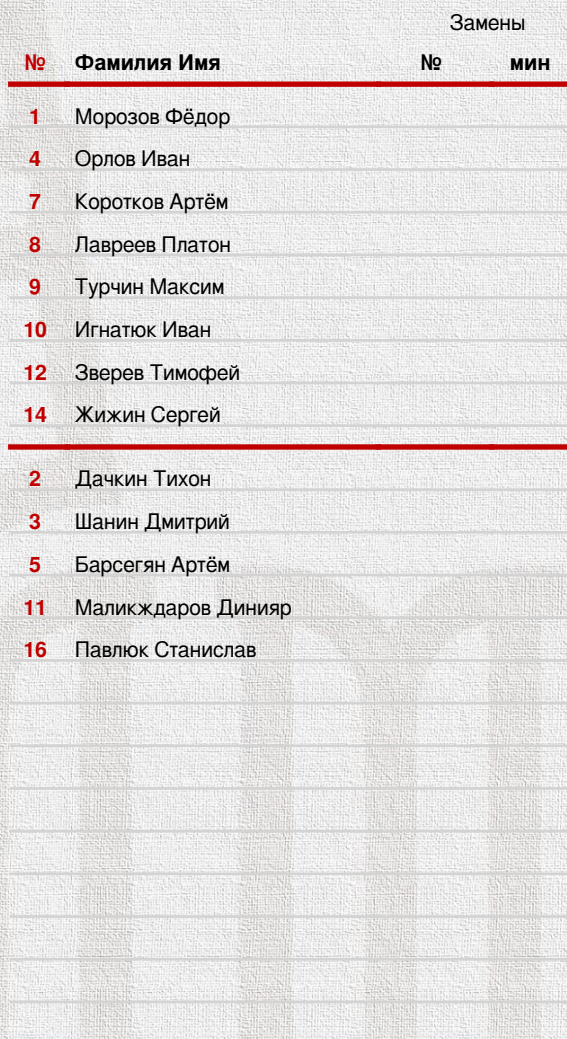 Замены
№ Фамилия Имя № мин
1 Морозов Фёдор
4 Орлов Иван
7 Коротков Артём
8 Лавреев Платон
9 Турчин Максим
10 Игнатюк Иван
12 Зверев Тимофей
14 Жижин Сергей
2 Дачкин Тихон
3 Шанин Дмитрий
5 Барсегян Артём
11 Маликждаров Динияр
16 Павлюк Станислав